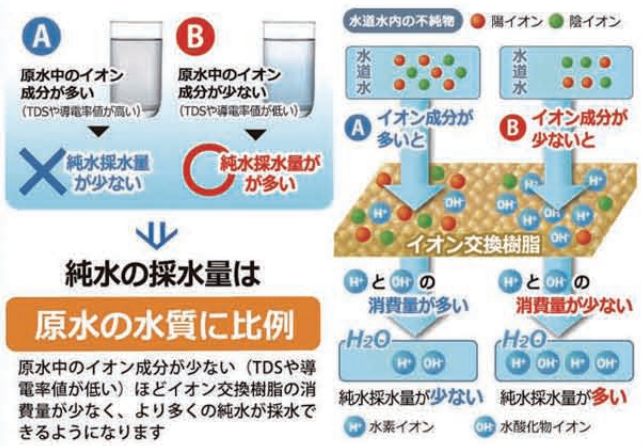 A
原水中のイオン
成分が多い
(TDSや導電率値が高い)
純水採水量
が少ない
B
原水中のイオン
成分が少ない
(TDSや導電率値が低い)
純水採水量が
が多い
純水の採水量は
原水の水質に比例
原水中のイオン成分が少ない(TDSや導
電率値が低い)ほどイオン交換樹脂の消
費量が少なく、より多くの純水が採水で
きるようになります
水道水内の不純物 陽イオン 陰イオン
水道水
A イオン成分が
多いと
水道水
B イオン成分が
少ないと
H⁺ OH⁻
H⁺ OH⁻ H⁺
H⁺ OH⁻ H⁺
OH⁻ H⁺ OH⁻
イオン交換樹脂
H⁺ と OH⁻ の
消費量が多い
H⁺ と OH⁻ の
消費量が少ない
H2O
H⁺ OH⁻
純水採水量が少ない
H2O
H⁺ OH⁻ H⁺ OH⁻
純水採水量が多い
H⁺ 水素イオン OH⁻ 水酸化物イオン